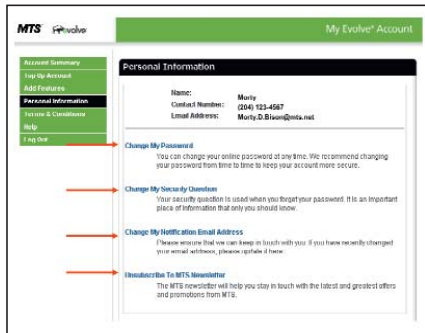 MTS evolve
My Evolve* Account
Account Summary
Top Up Account
Add Features
Personal Information
Terms & Conditions
Help
Log Out
Personal Information
Name: Morty
Contact Number: (204) 123-4567
Email Address: Morty.D.Bison@mts.net
Change My Password
You can change your online password at any time. We recommend changing
your password from time to time to keep your account more secure.
Change My Security Question
Your security question is used when you forget your password. It is an important
piece of information that only you should know.
Change My Notification Email Address
Please ensure that we can keep in touch with you. If you have recently changed
your email address, please update it here.
Unsubscribe To MTS Newsletter
The MTS newsletter will help you stay in touch with the latest and greatest offers
and promotions from MTS.